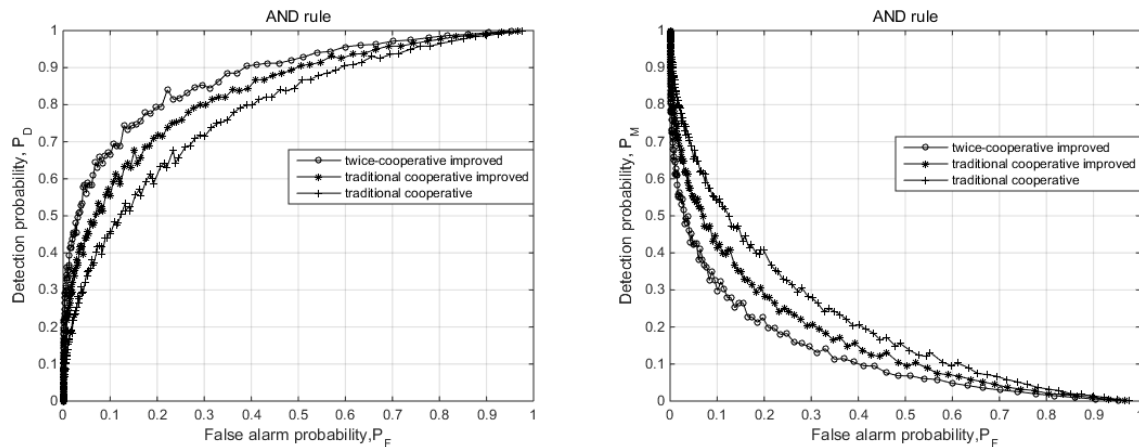 AND rule
1
0.9
0.8
0.7
0.6
0.5
0.4
0.3
0.2
0.1
0
Detection probability, P_D
twice-cooperative improved
traditional cooperative improved
traditional cooperative
0 0.1 0.2 0.3 0.4 0.5 0.6 0.7 0.8 0.9 1
False alarm probability,P_F
AND rule
1
0.9
0.8
0.7
0.6
0.5
0.4
0.3
0.2
0.1
0
Detection probability, P_M
twice-cooperative improved
traditional cooperative improved
traditional cooperative
0 0.1 0.2 0.3 0.4 0.5 0.6 0.7 0.8 0.9 1
False alarm probability,P_F